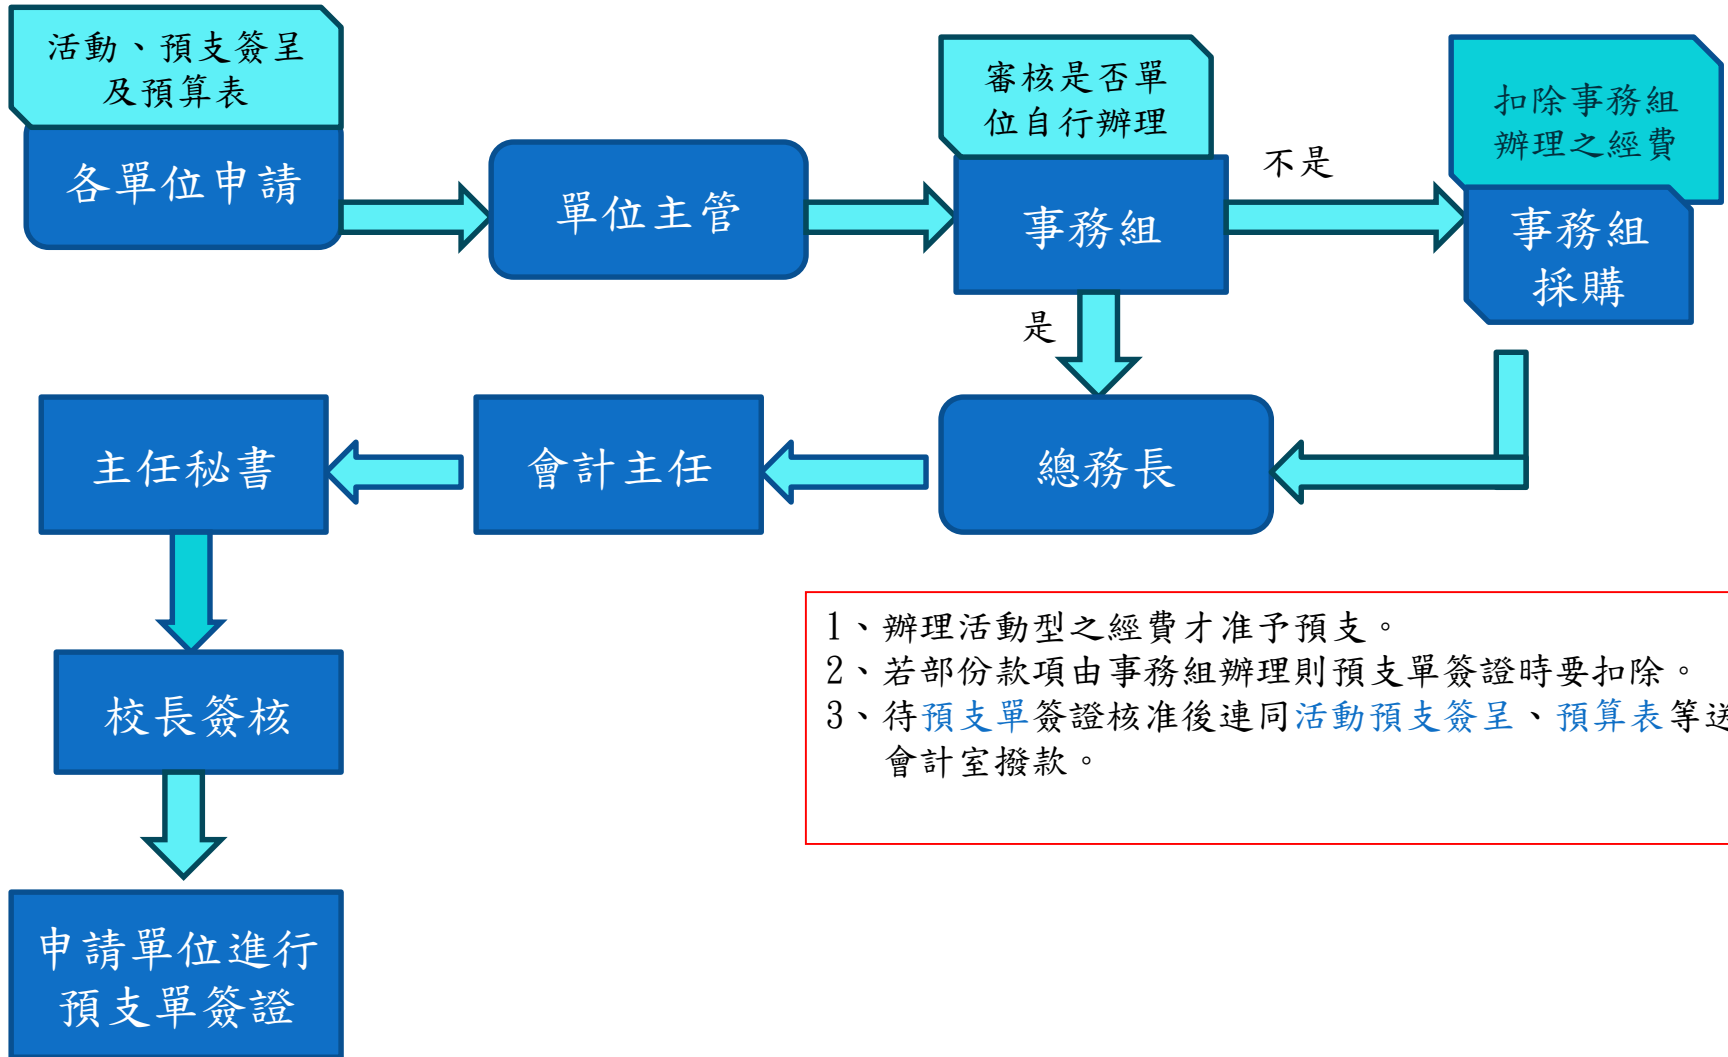 活動、預支簽呈
及預算表
各單位申請
單位主管
審核是否單
位自行辦理
事務組
不是
扣除事務組
辦理之經費
事務組
採購
是
總務長
會計主任
主任秘書
校長簽核
申請單位進行
預支單簽證
1、辦理活動型之經費才准予預支。
2、若部份款項由事務組辦理則預支單簽證時要扣除。
3、待預支單簽證核准後連同活動預支簽呈、預算表等送
會計室撥款。